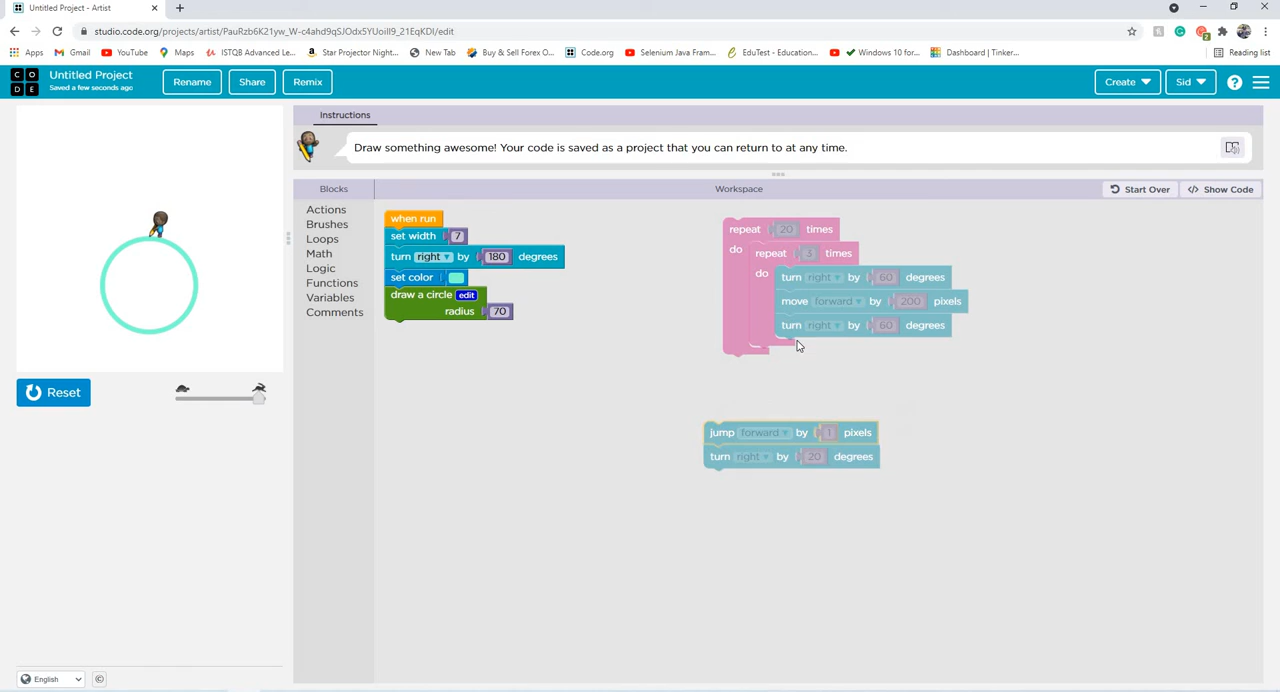 Untitled Project - Artist
studio.code.org/projects/artist/PauRzb6K21yw_W-c4ahd9qSJOdx5YUoiIl9_21EqKDI/edit
Apps Gmail YouTube Maps ISTQB Advanced Le... Star Projector Night... New Tab Buy & Sell Forex O... Code.org Selenium Java Fram... EduTest - Education... Windows 10 for... Dashboard | Tinker... Reading list
CODE
Untitled Project
Saved a few seconds ago
Rename Share Remix Create Sid
Instructions
Draw something awesome! Your code is saved as a project that you can return to at any time.
Blocks Workspace Start Over Show Code
Actions
Brushes
Loops
Math
Logic
Functions
Variables
Comments
when run
set width 7
turn right by 180 degrees
set color
draw a circle edit
radius 70
repeat 20 times
do repeat 3 times
do turn right by 60 degrees
move forward by 200 pixels
turn right by 60 degrees
jump forward by 1 pixels
turn right by 20 degrees
Reset
English